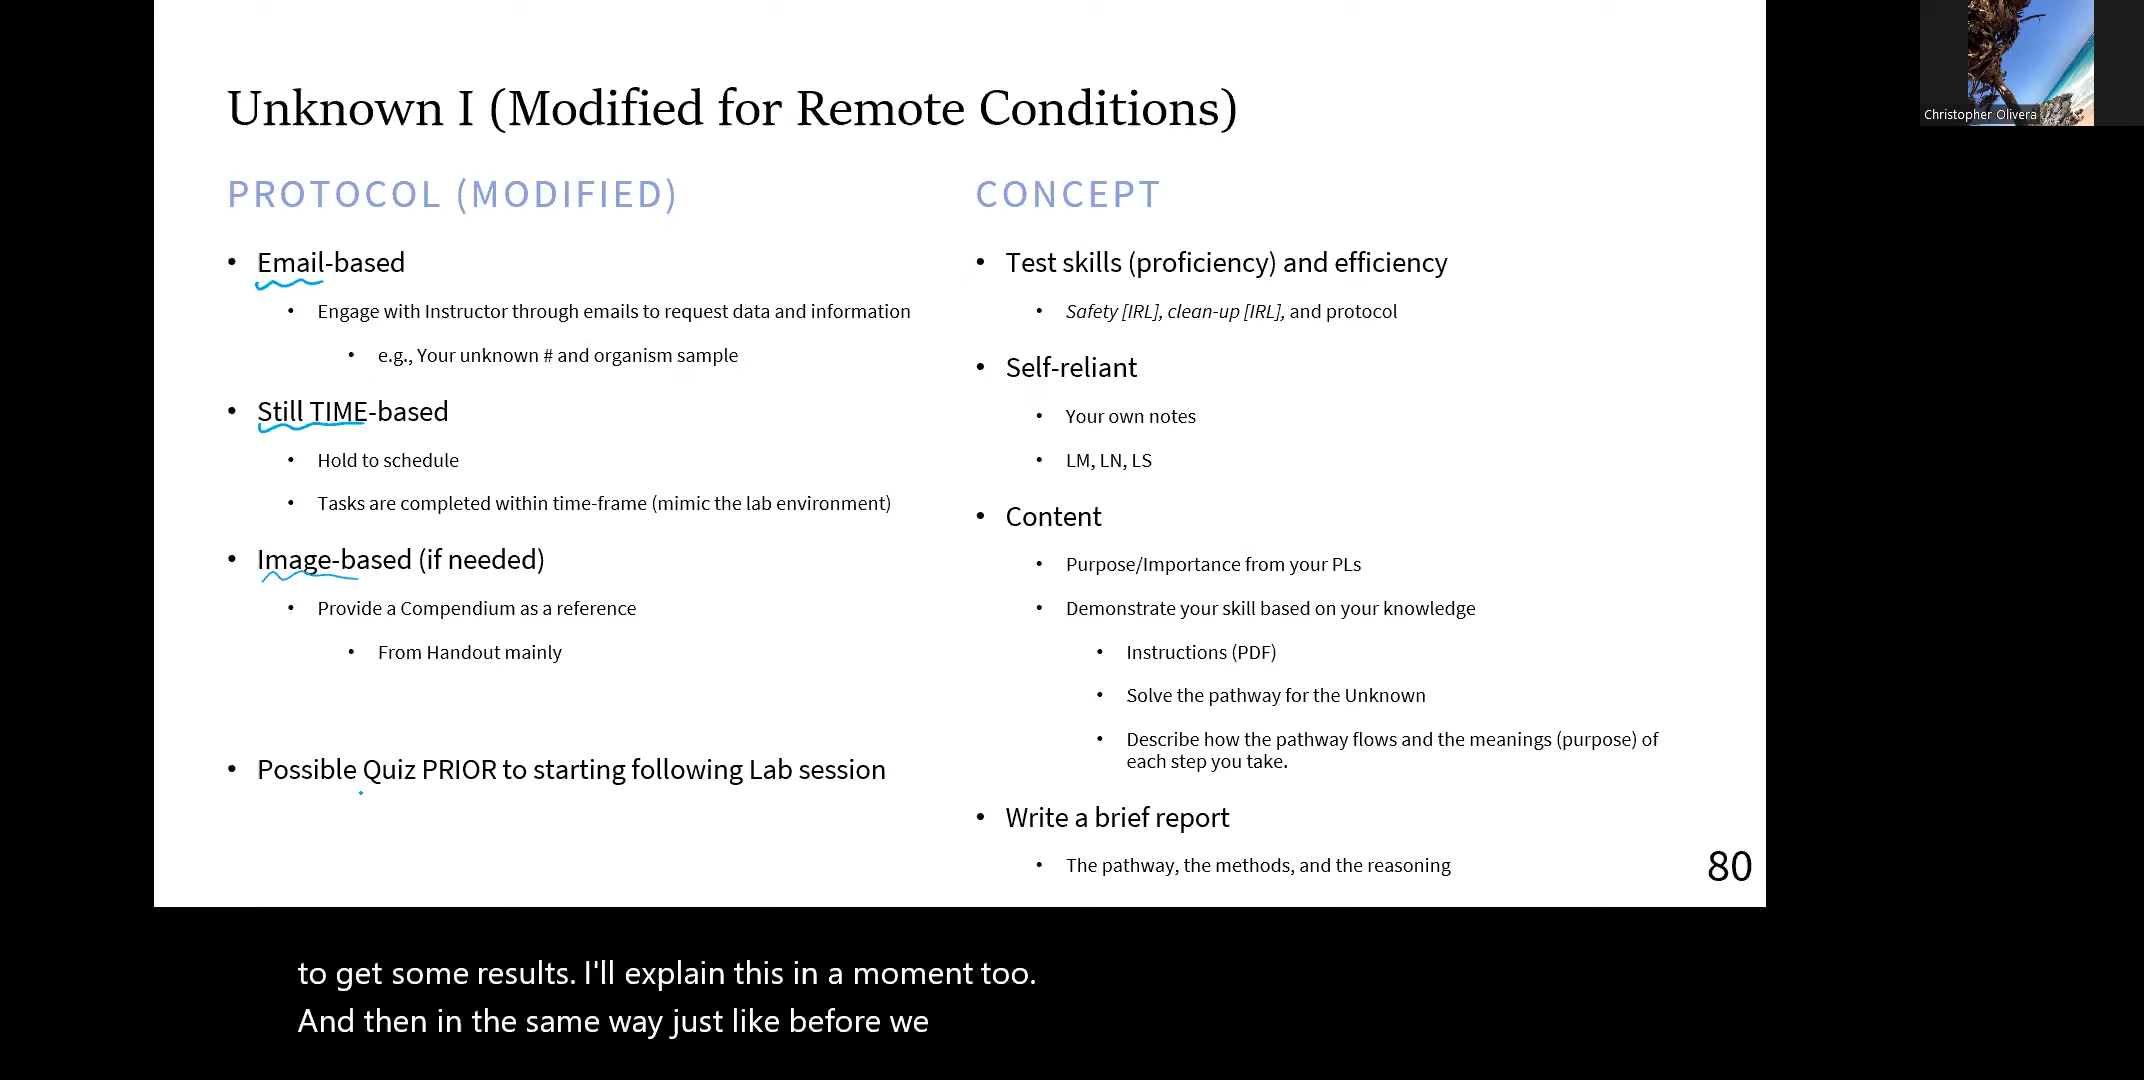 Unknown I (Modified for Remote Conditions)
PROTOCOL (MODIFIED)
• Email-based
• Engage with Instructor through emails to request data and information
• e.g., Your unknown # and organism sample
• Still TIME-based
• Hold to schedule
• Tasks are completed within time-frame (mimic the lab environment)
• Image-based (if needed)
• Provide a Compendium as a reference
• From Handout mainly
• Possible Quiz PRIOR to starting following Lab session
CONCEPT
• Test skills (proficiency) and efficiency
• Safety [IRL], clean-up [IRL], and protocol
• Self-reliant
• Your own notes
• LM, LN, LS
• Content
• Purpose/Importance from your PLs
• Demonstrate your skill based on your knowledge
• Instructions (PDF)
• Solve the pathway for the Unknown
• Describe how the pathway flows and the meanings (purpose) of
each step you take.
• Write a brief report
• The pathway, the methods, and the reasoning
80
Christopher Olivera
to get some results. I'll explain this in a moment too.
And then in the same way just like before we